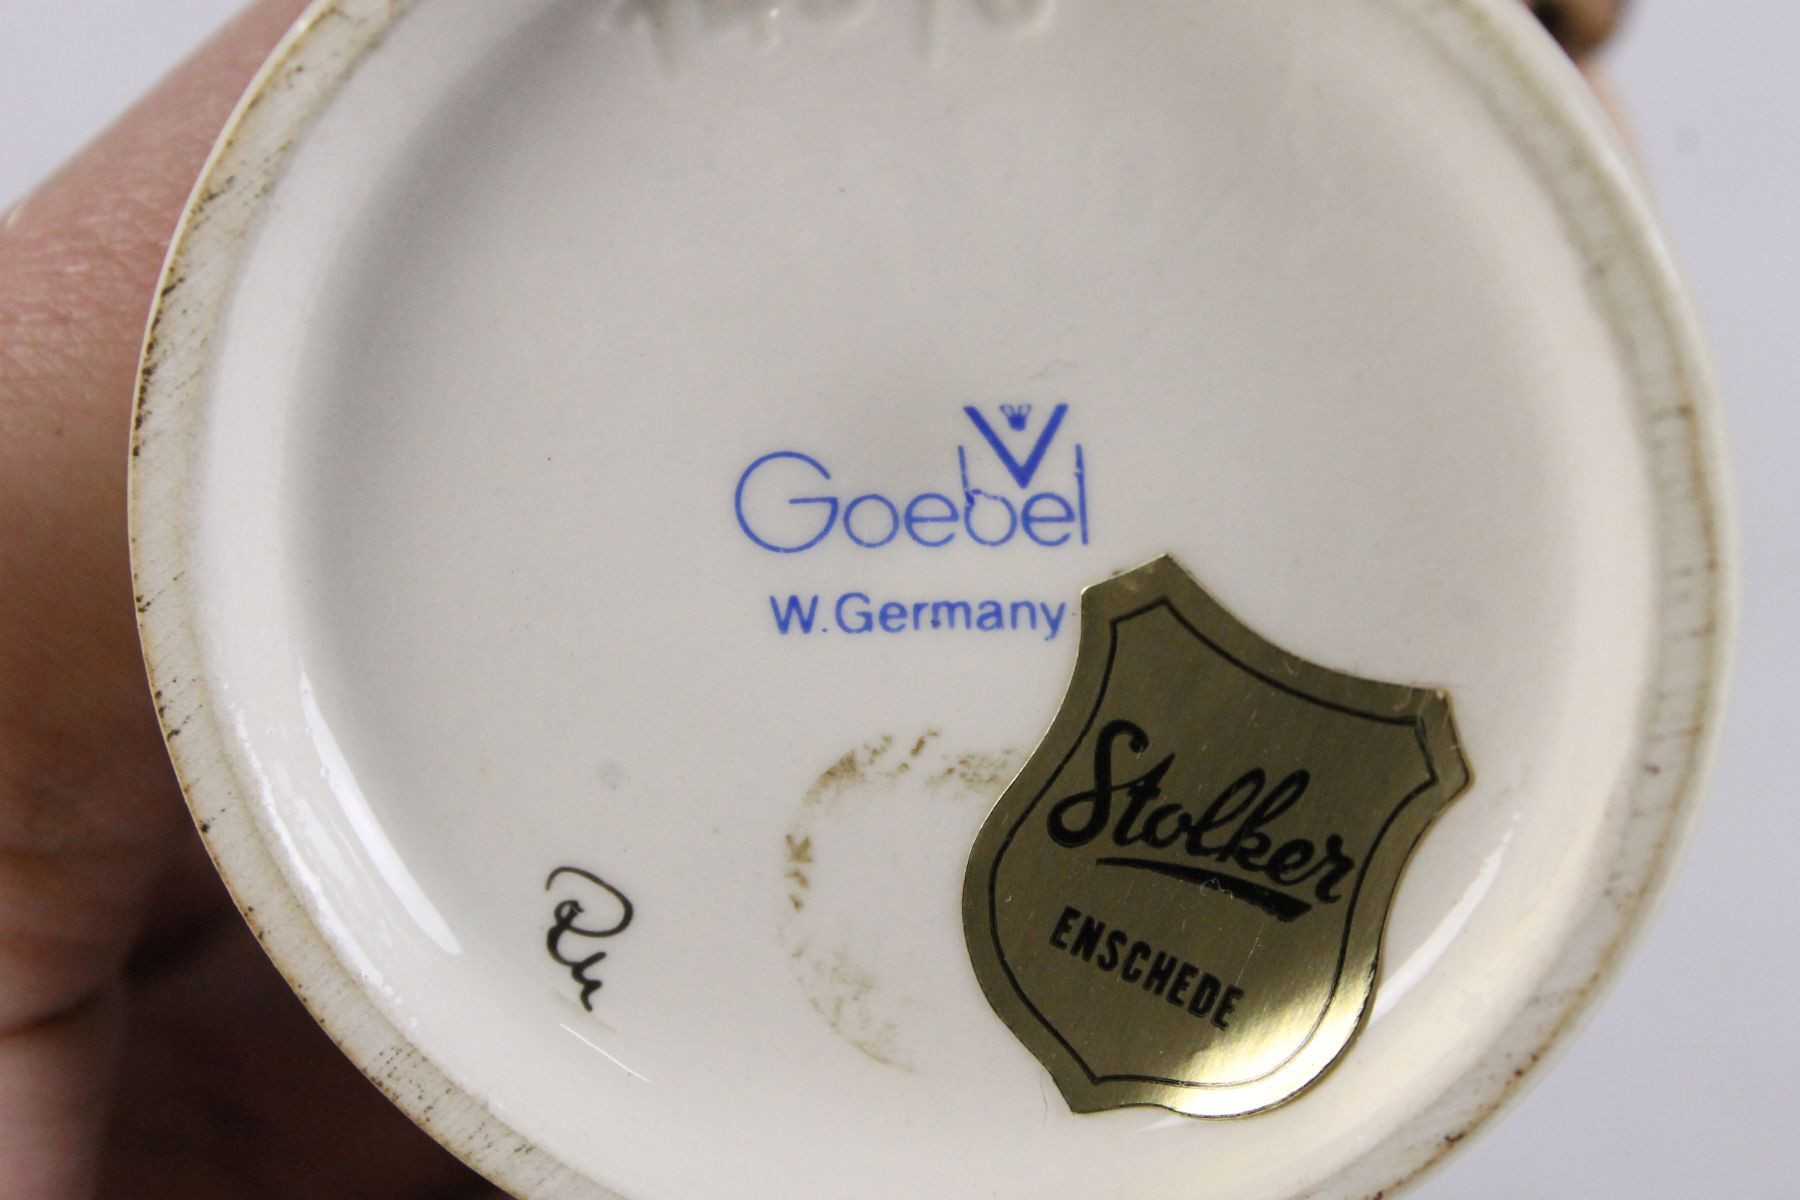 Goebel
W. Germany
Stolker
ENSCHEDE